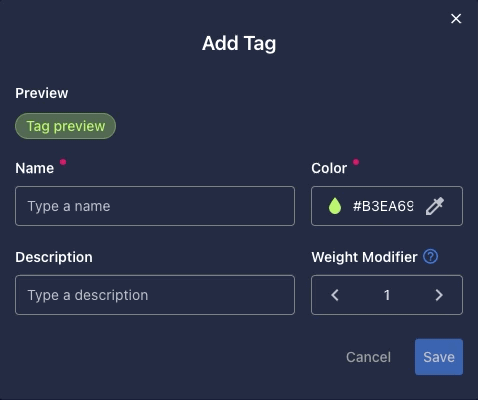 Add Tag
Preview
Tag preview
Name
Color
Type a name
#B3EA69
Description
Weight Modifier
Type a description
1
Cancel
Save